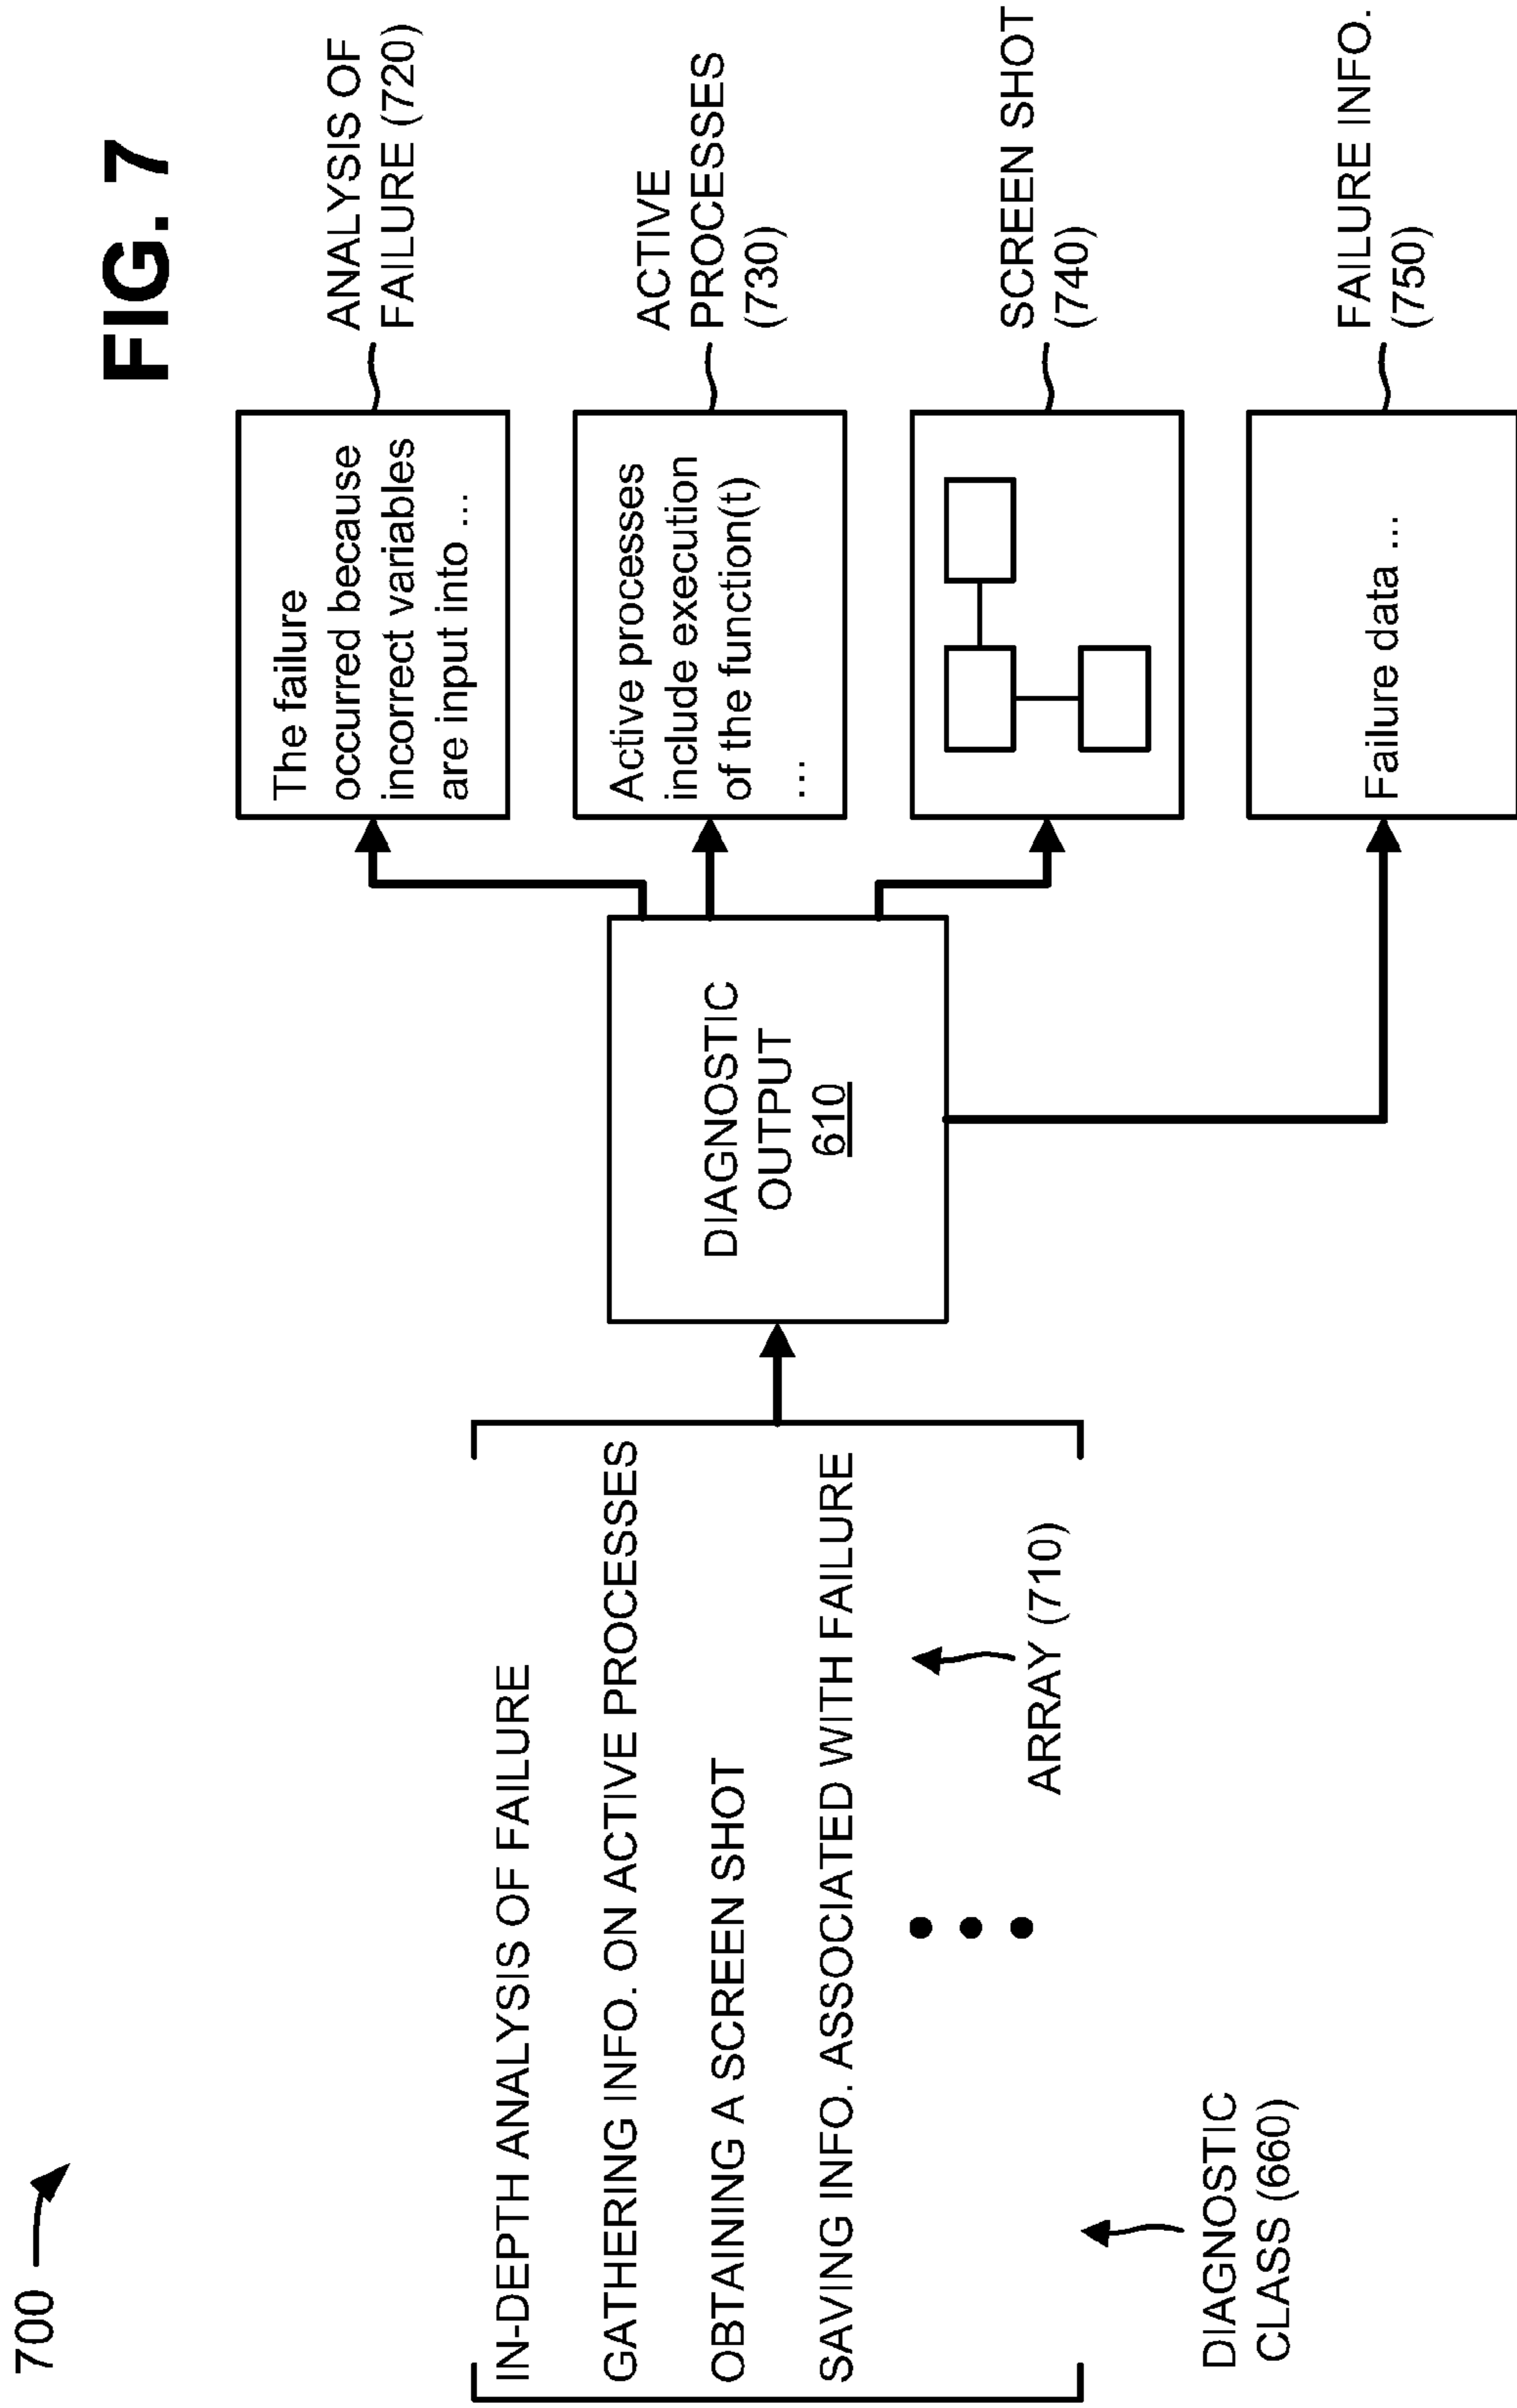 700
FIG. 7
IN-DEPTH ANALYSIS OF FAILURE
GATHERING INFO. ON ACTIVE PROCESSES
OBTAINING A SCREEN SHOT
SAVING INFO. ASSOCIATED WITH FAILURE
ARRAY (710)
DIAGNOSTIC
CLASS (660)
DIAGNOSTIC
OUTPUT
610
The failure
occurred because
incorrect variables
are input into ...
ANALYSIS OF
FAILURE (720)
Active processes
include execution
of the function(t)
...
ACTIVE
PROCESSES
(730)
SCREEN SHOT
(740)
Failure data ...
FAILURE INFO.
(750)